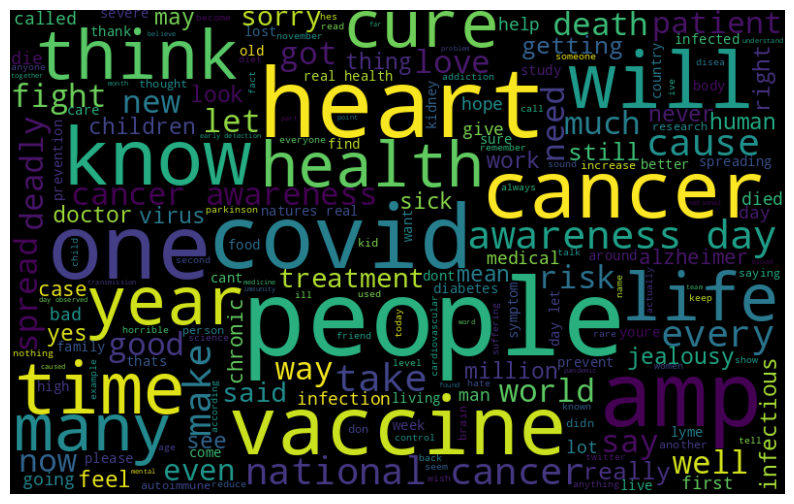 called
severe
become
hes
read
november
far
may
thank
believe
lost
sorry
cure
help
death
patient
die
anyone
together
month
diet
fact
getting
infected
someone
understand
problem
think
old
got
thing
love
study
country
ive
disea
will
right
fight
new
thought
look
real health
addiction
call
body
care
kidney
hope
never
children
let
find
give
sure
heart
need
much
human
prevention
early detection
part
point
everyone
remember
research
still
spreading
know
health
work
sound
increase
better
cause
cancer awareness
sick
always
died
day
spread
deadly
doctor
virus
parkinson
natures real
want
cancer
one
covid
food
kid
awareness day
child
second
cant
medical
talk
around
alzheimer
saying
case
treatment
dont
mean
risk
life
transmission
immunity
diabetes
name
team
keep
actually
bad
day observed
medicine
ill
used
symptom
day let
rare
youre
every
year
yes
horrible
science
person
friend
today
cardiovascular
word
suffering
prevent
jealousy
show
nothing
family
good
chronic
people
time
caused
thats
way
level
million
women
high
example
make
according
said
take
found
hate
pandemic
world
known
amp
infectious
many
see
infection
living
man
don
week
brain
didn
lot
lyme
another
tell
now
please
come
age
vaccine
control
back
seem
wish
twitter
say
well
going
feel
mental
even
autoimmune
reduce
national
cancer
really
anything
live
first